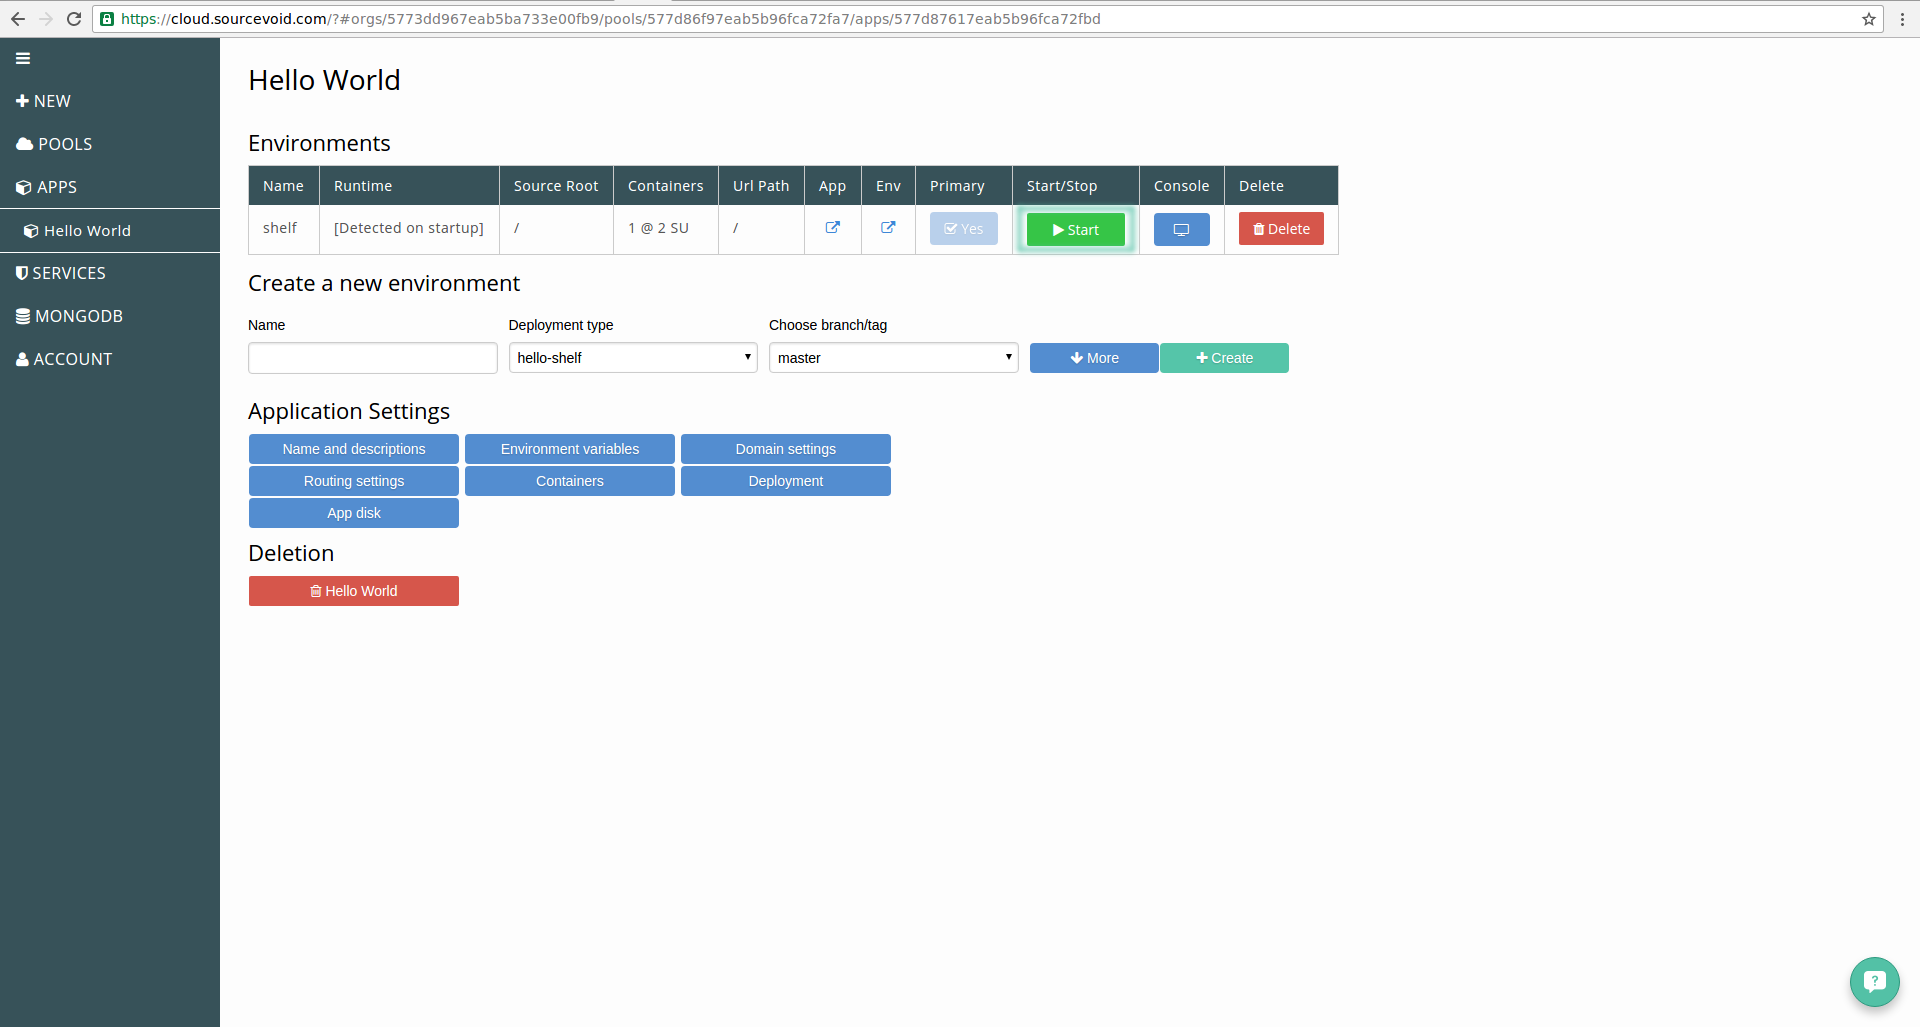 https://cloud.sourcevoid.com/?#orgs/5773dd967eab5ba733e00fb9/pools/577d86f97eab5b96fca72fa7/apps/577d87617eab5b96fca72fbd
NEW
POOLS
APPS
Hello World
SERVICES
MONGODB
ACCOUNT
Hello World
Environments
Name Runtime Source Root Containers Url Path App Env Primary Start/Stop Console Delete
shelf [Detected on startup] / 1 @ 2 SU / Yes Start Delete
Create a new environment
Name Deployment type Choose branch/tag
hello-shelf master More Create
Application Settings
Name and descriptions Environment variables Domain settings
Routing settings Containers Deployment
App disk
Deletion
Hello World
?